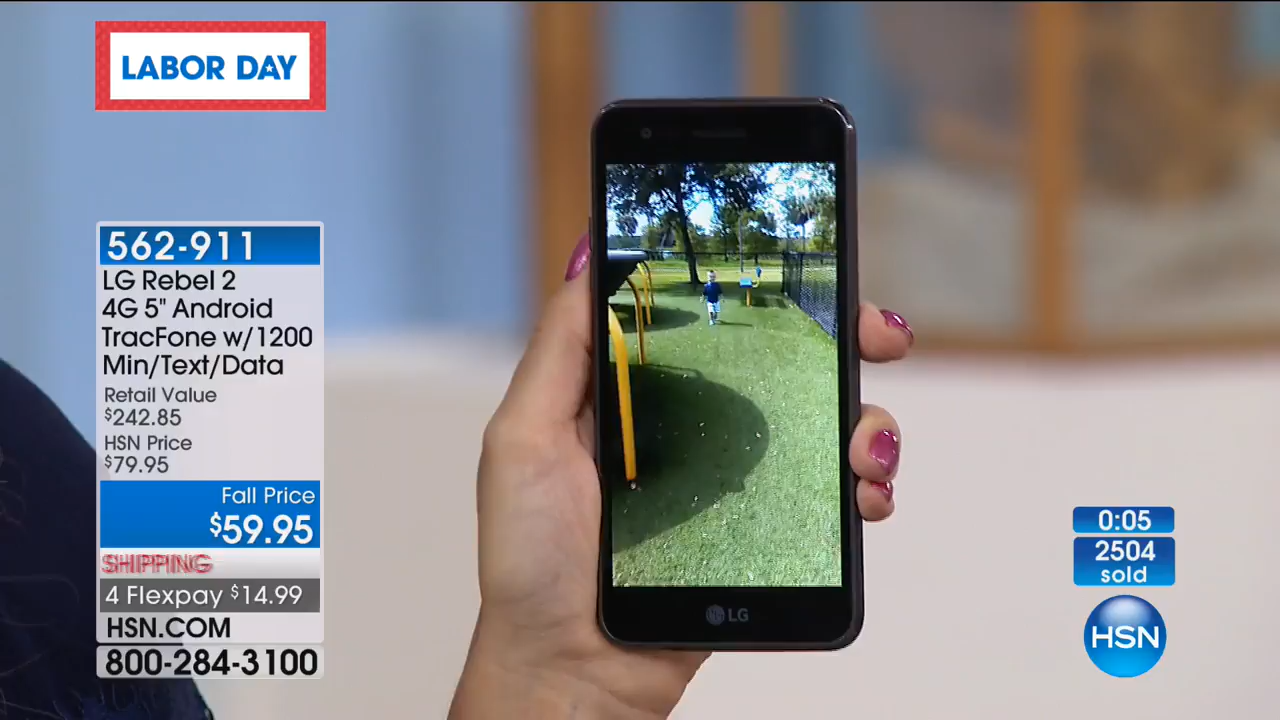 LABOR DAY
562-911
LG Rebel 2
4G 5" Android
TracFone w/1200
Min/Text/Data
Retail Value
$242.85
HSN Price
$79.95
Fall Price
$59.95
SHIPPING
4 Flexpay $14.99
HSN.COM
800-284-3100
LG
0:05
2504
sold
HSN